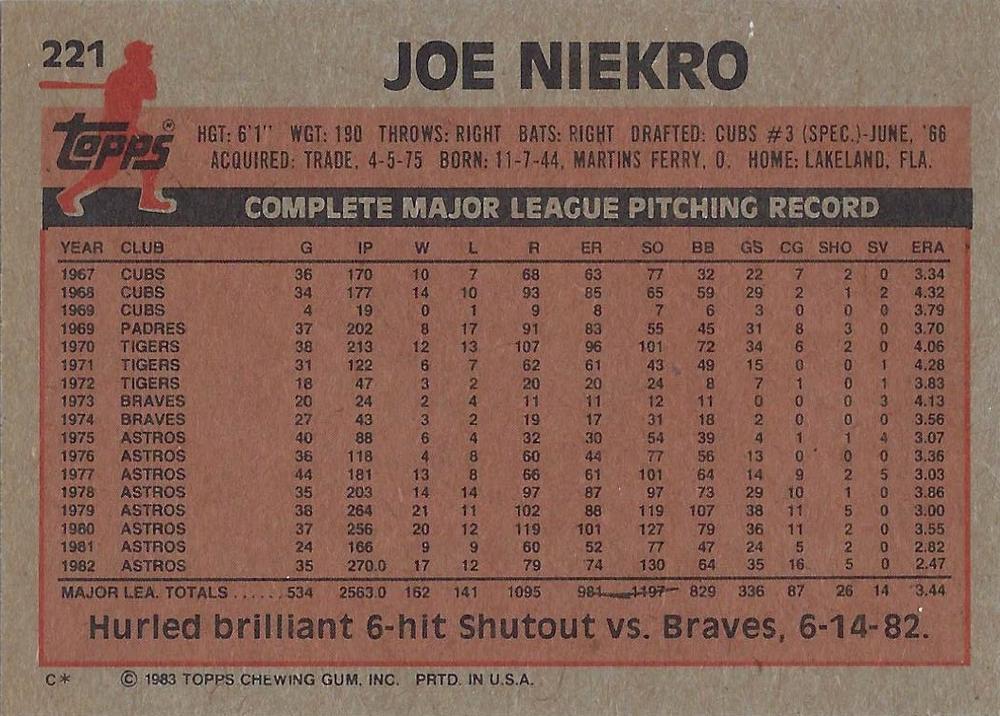 221
JOE NIEKRO
Topps
HGT: 6'1" WGT: 190 THROWS: RIGHT BATS: RIGHT DRAFTED: CUBS #3 (SPEC.)-JUNE, '66
ACQUIRED: TRADE, 4-5-75 BORN: 11-7-44, MARTINS FERRY, O. HOME: LAKELAND, FLA.
COMPLETE MAJOR LEAGUE PITCHING RECORD
YEAR CLUB G IP W L R ER SO BB GS CG SHO SV ERA
1967 CUBS 36 170 10 7 68 63 77 32 22 7 2 0 3.34
1968 CUBS 34 177 14 10 93 85 65 59 29 2 1 2 4.32
1969 CUBS 4 19 0 1 9 8 7 6 3 0 0 0 3.79
1969 PADRES 37 202 8 17 91 83 55 45 31 8 3 0 3.70
1970 TIGERS 38 213 12 13 107 96 101 72 34 6 2 0 4.06
1971 TIGERS 31 122 6 7 62 61 43 49 15 0 0 1 4.28
1972 TIGERS 18 47 3 2 20 20 24 8 7 1 0 1 3.83
1973 BRAVES 20 24 2 4 11 11 12 11 0 0 0 3 4.13
1974 BRAVES 27 43 3 2 19 17 31 18 2 0 0 0 3.56
1975 ASTROS 40 88 6 4 32 30 54 39 4 1 1 4 3.07
1976 ASTROS 36 118 4 8 60 44 77 56 13 0 0 0 3.36
1977 ASTROS 44 181 13 8 66 61 101 64 14 9 2 5 3.03
1978 ASTROS 35 203 14 14 97 87 97 73 29 10 1 0 3.86
1979 ASTROS 38 264 21 11 102 88 119 107 38 11 5 0 3.00
1980 ASTROS 37 256 20 12 119 101 127 79 36 11 2 0 3.55
1981 ASTROS 24 166 9 9 60 52 77 47 24 5 2 0 2.82
1982 ASTROS 35 270.0 17 12 79 74 130 64 35 16 5 0 2.47
MAJOR LEA. TOTALS ...... 534 2563.0 162 141 1095 981 1197 829 336 87 26 14 3.44
Hurled brilliant 6-hit Shutout vs. Braves, 6-14-82.
C* © 1983 TOPPS CHEWING GUM, INC. PRTD. IN U.S.A.